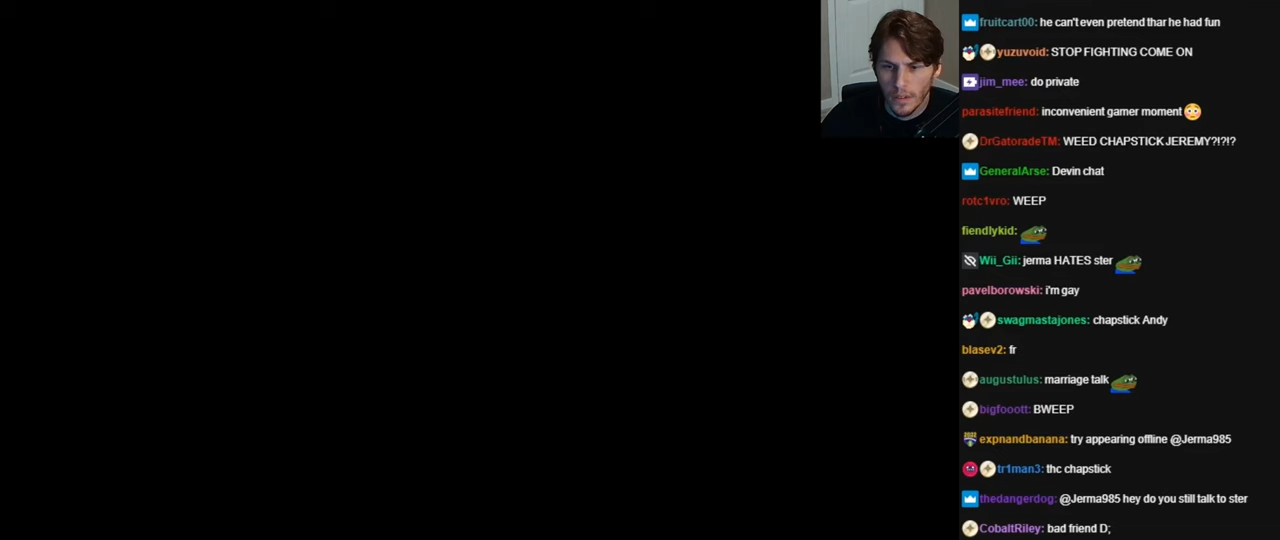 fruitcart00: he can't even pretend thar he had fun
yuzuvoid: STOP FIGHTING COME ON
jim_mee: do private
parasitefriend: inconvenient gamer moment
DrGatoradeTM: WEED CHAPSTICK JEREMY?!?!?
GeneralArse: Devin chat
rotc1vro: WEEP
fiendlykid:
Wii_Gii: jerma HATES ster
pavelborowski: i'm gay
swagmastajones: chapstick Andy
blasev2: fr
augustulus: marriage talk
bigfooott: BWEEP
expnandbanana: try appearing offline @Jerma985
tr1man3: thc chapstick
thedangerdog: @Jerma985 hey do you still talk to ster
CobaltRiley: bad friend D;